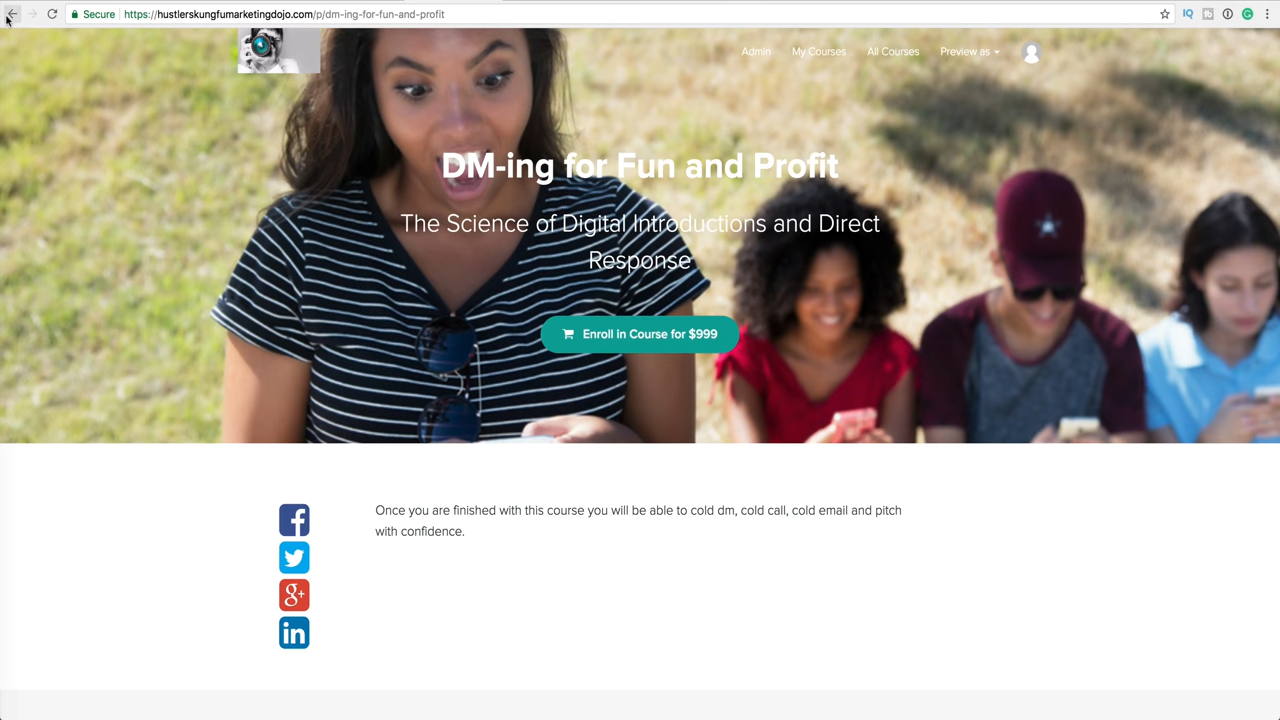 Secure https://hustlerskungfumarketingdojo.com/p/dm-ing-for-fun-and-profit
Admin My Courses All Courses Preview as
DM-ing for Fun and Profit
The Science of Digital Introductions and Direct
Response
Enroll in Course for $999
Once you are finished with this course you will be able to cold dm, cold call, cold email and pitch
with confidence.